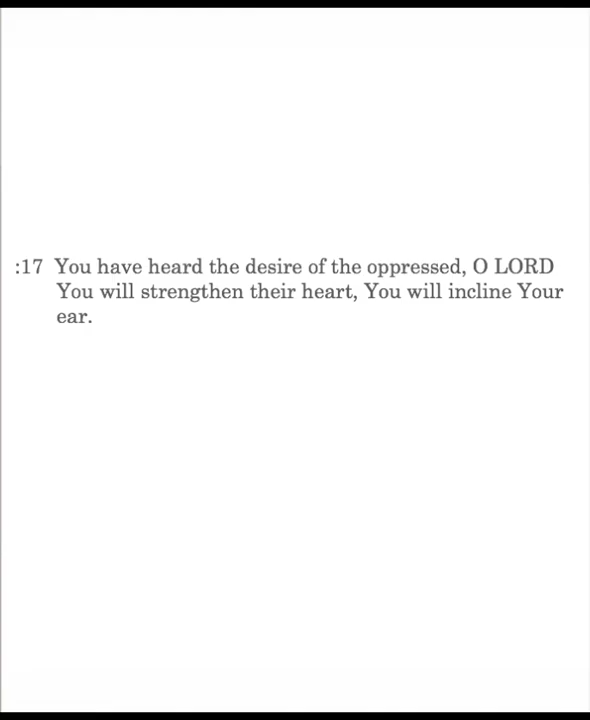 :17 You have heard the desire of the oppressed, O LORD
You will strengthen their heart, You will incline Your
ear.